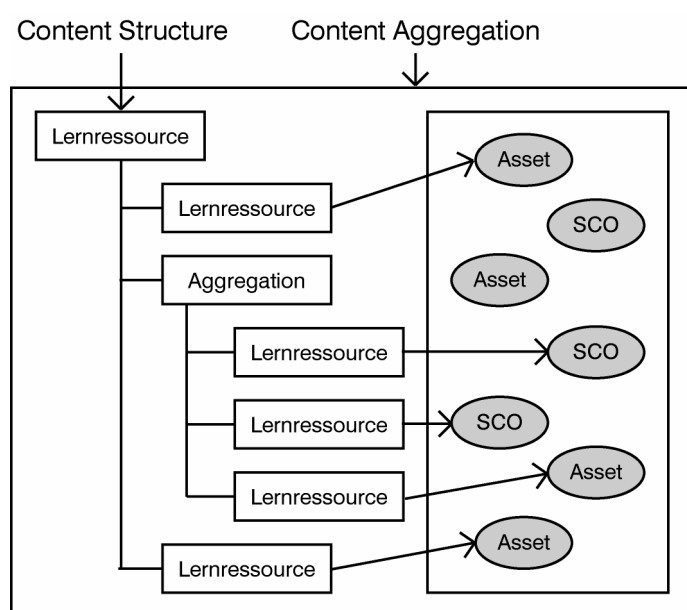 Content Structure
Content Aggregation
Lernressource
Asset
Lernressource
SCO
Aggregation
Asset
Lernressource
SCO
Lernressource
SCO
Lernressource
Asset
Lernressource
Asset